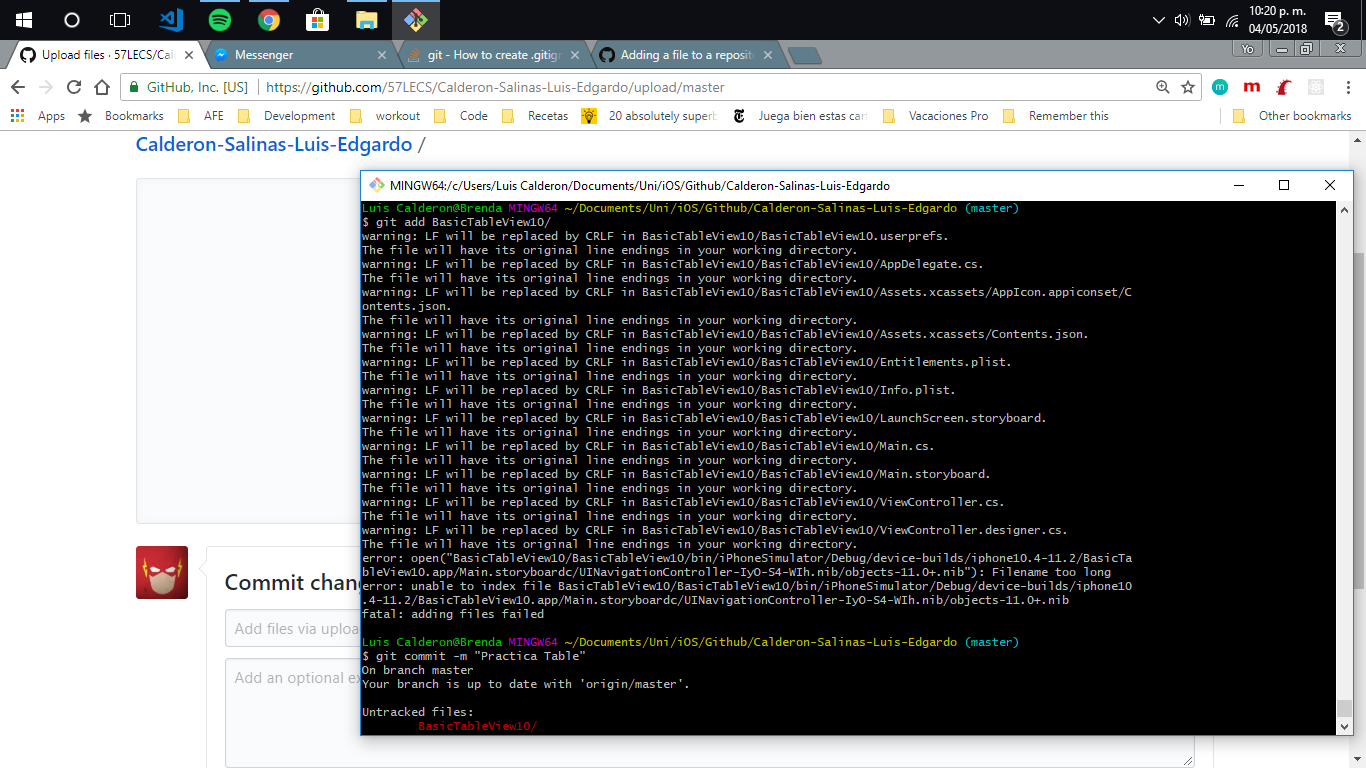 10:20 p. m.
04/05/2018
2
Upload files · 57LECS/Cal
Messenger
git - How to create .gitign
Adding a file to a reposit
Yo
GitHub, Inc. [US]
https://github.com/57LECS/Calderon-Salinas-Luis-Edgardo/upload/master
Apps
Bookmarks
AFE
Development
workout
Code
Recetas
20 absolutely superb
Juega bien estas cart
Vacaciones Pro
Remember this
Other bookmarks
Calderon-Salinas-Luis-Edgardo /
MINGW64:/c/Users/Luis Calderon/Documents/Uni/iOS/Github/Calderon-Salinas-Luis-Edgardo
Luis Calderon@Brenda MINGW64 ~/Documents/Uni/iOS/Github/Calderon-Salinas-Luis-Edgardo (master)
$ git add BasicTableView10/
warning: LF will be replaced by CRLF in BasicTableView10/BasicTableView10.userprefs.
The file will have its original line endings in your working directory.
warning: LF will be replaced by CRLF in BasicTableView10/BasicTableView10/AppDelegate.cs.
The file will have its original line endings in your working directory.
warning: LF will be replaced by CRLF in BasicTableView10/BasicTableView10/Assets.xcassets/AppIcon.appiconset/C
ontents.json.
The file will have its original line endings in your working directory.
warning: LF will be replaced by CRLF in BasicTableView10/BasicTableView10/Assets.xcassets/Contents.json.
The file will have its original line endings in your working directory.
warning: LF will be replaced by CRLF in BasicTableView10/BasicTableView10/Entitlements.plist.
The file will have its original line endings in your working directory.
warning: LF will be replaced by CRLF in BasicTableView10/BasicTableView10/Info.plist.
The file will have its original line endings in your working directory.
warning: LF will be replaced by CRLF in BasicTableView10/BasicTableView10/LaunchScreen.storyboard.
The file will have its original line endings in your working directory.
warning: LF will be replaced by CRLF in BasicTableView10/BasicTableView10/Main.cs.
The file will have its original line endings in your working directory.
warning: LF will be replaced by CRLF in BasicTableView10/BasicTableView10/Main.storyboard.
The file will have its original line endings in your working directory.
warning: LF will be replaced by CRLF in BasicTableView10/BasicTableView10/ViewController.cs.
The file will have its original line endings in your working directory.
warning: LF will be replaced by CRLF in BasicTableView10/BasicTableView10/ViewController.designer.cs.
The file will have its original line endings in your working directory.
error: open("BasicTableView10/BasicTableView10/bin/iPhoneSimulator/Debug/device-builds/iphone10.4-11.2/BasicTa
bleView10.app/Main.storyboardc/UINavigationController-IyO-S4-WIh.nib/objects-11.0+.nib"): Filename too long
error: unable to index file BasicTableView10/BasicTableView10/bin/iPhoneSimulator/Debug/device-builds/iphone10
.4-11.2/BasicTableView10.app/Main.storyboardc/UINavigationController-IyO-S4-WIh.nib/objects-11.0+.nib
fatal: adding files failed
Luis Calderon@Brenda MINGW64 ~/Documents/Uni/iOS/Github/Calderon-Salinas-Luis-Edgardo (master)
$ git commit -m "Practica Table"
On branch master
Your branch is up to date with 'origin/master'.
Untracked files:
BasicTableView10/
Commit chang
Add files via uploa
Add an optional ex